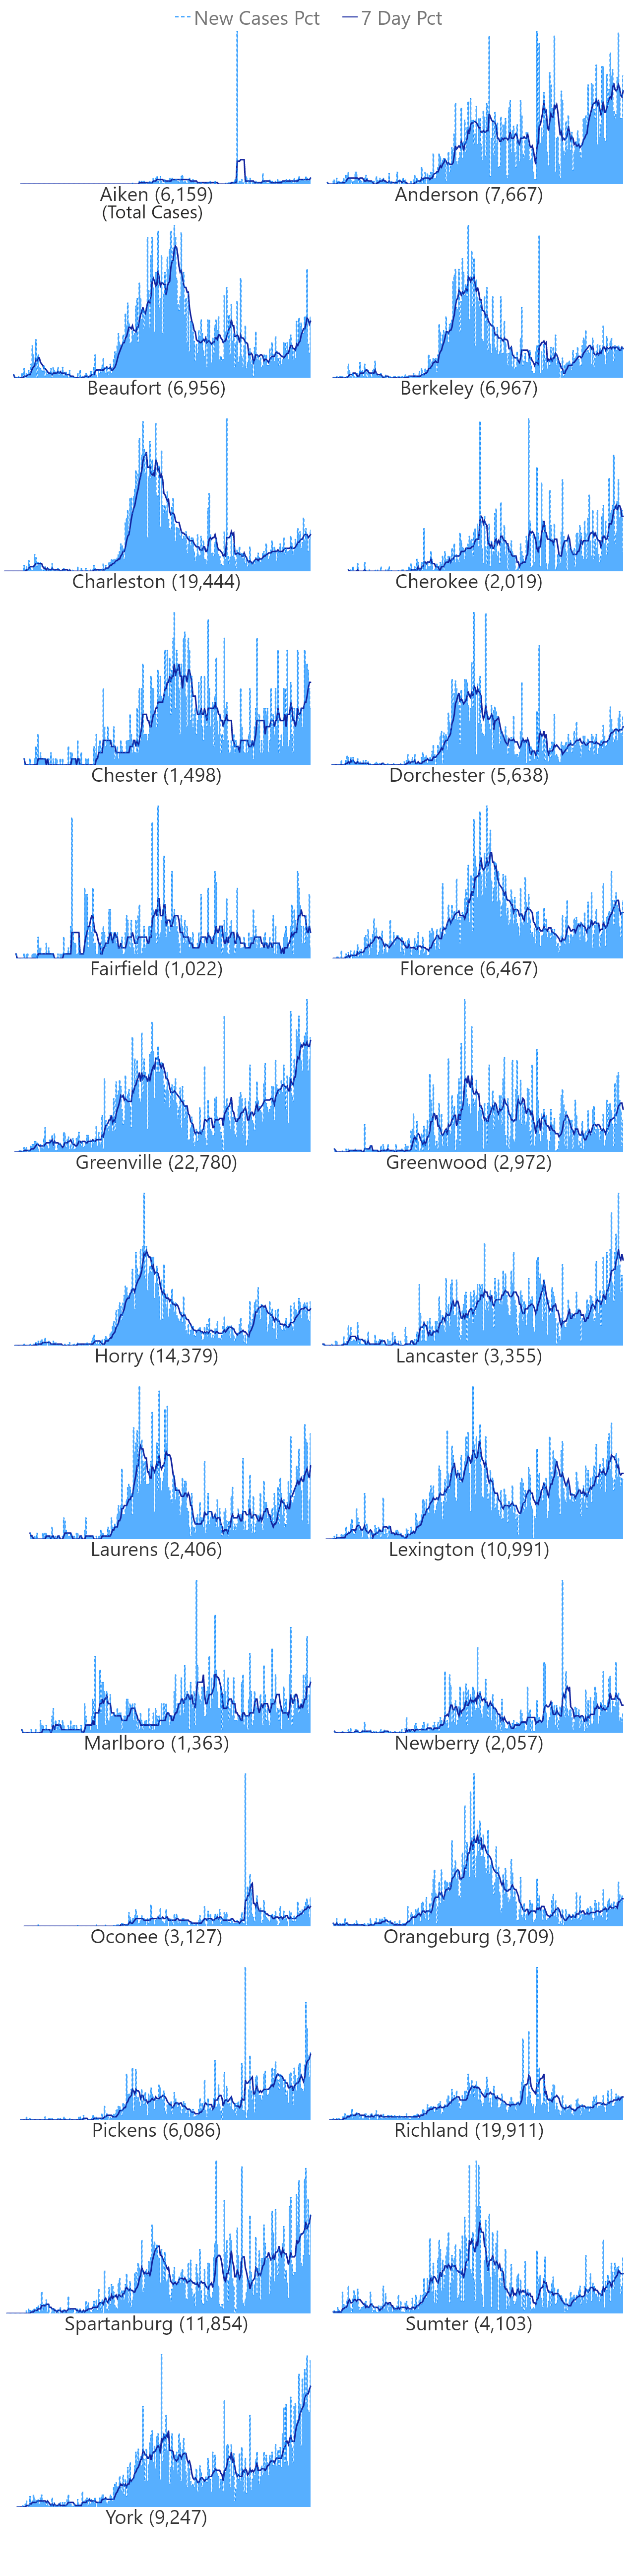 New Cases Pct 7 Day Pct
Aiken (6,159) Anderson (7,667)
(Total Cases)
Beaufort (6,956) Berkeley (6,967)
Charleston (19,444) Cherokee (2,019)
Chester (1,498) Dorchester (5,638)
Fairfield (1,022) Florence (6,467)
Greenville (22,780) Greenwood (2,972)
Horry (14,379) Lancaster (3,355)
Laurens (2,406) Lexington (10,991)
Marlboro (1,363) Newberry (2,057)
Oconee (3,127) Orangeburg (3,709)
Pickens (6,086) Richland (19,911)
Spartanburg (11,854) Sumter (4,103)
York (9,247)